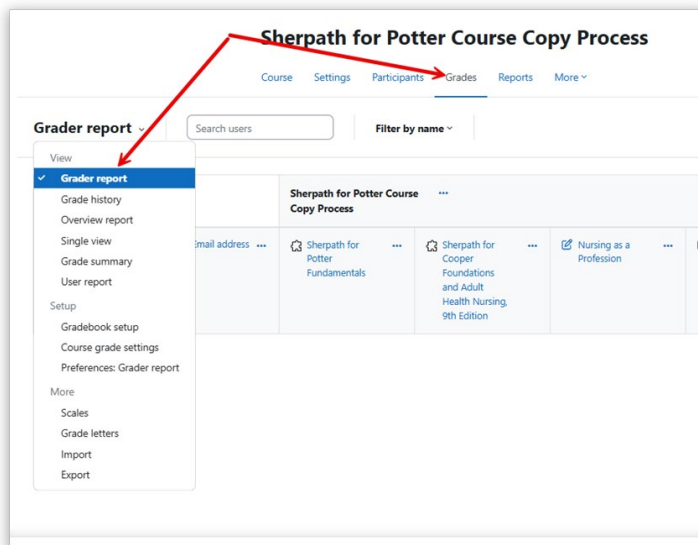 Sherpath for Potter Course Copy Process
Course Settings Participants Grades Reports More
Grader report Search users Filter by name
View
Grader report
Grade history
Overview report
Single view
Grade summary
User report
Setup
Gradebook setup
Course grade settings
Preferences: Grader report
More
Scales
Grade letters
Import
Export
Sherpath for Potter Course
Copy Process
Email address
Sherpath for
Potter
Fundamentals
Sherpath for
Cooper
Foundations
and Adult
Health Nursing,
9th Edition
Nursing as a
Profession